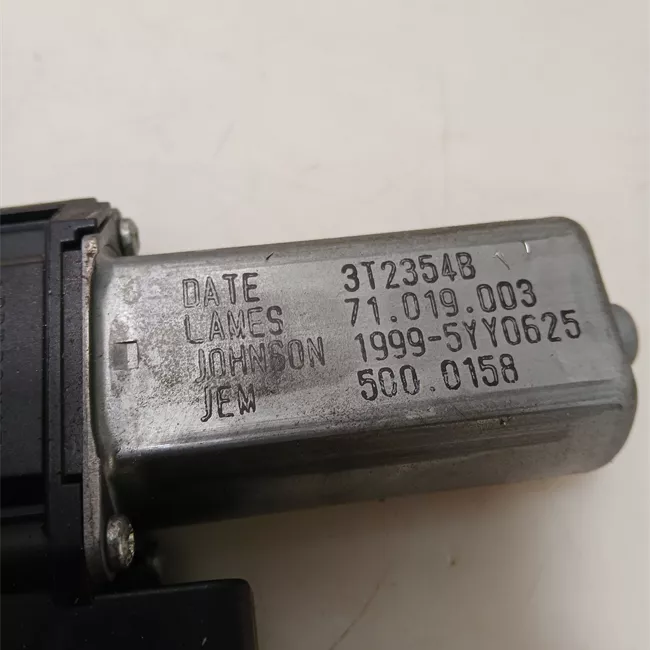 DATE 3T2354B
LAMES 71.019.003
JOHNSON 1999-5YY0625
JEM 500.0158